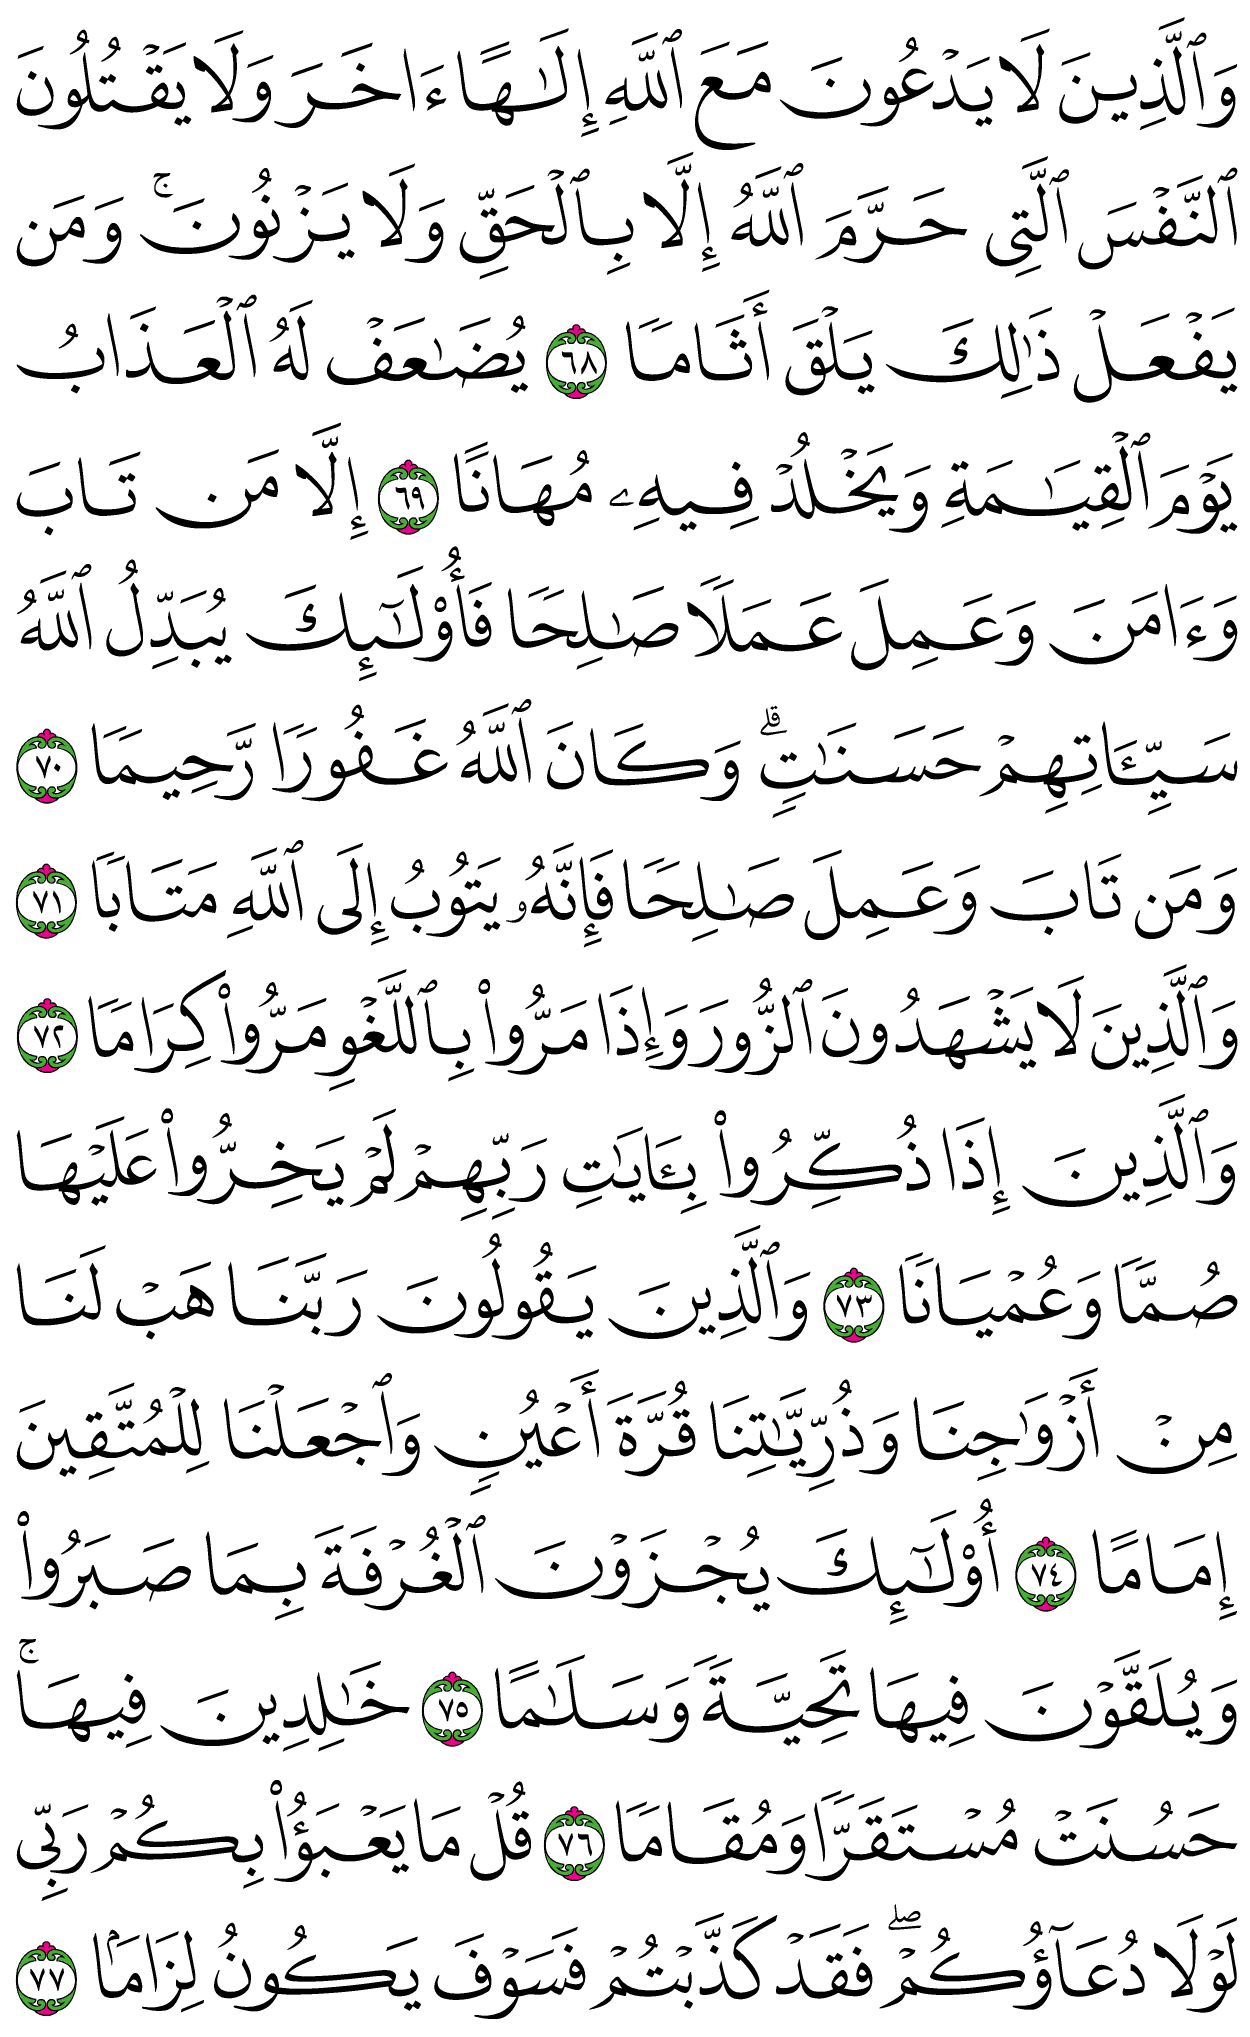 وَٱلَّذِينَ لَا يَدْعُونَ مَعَ ٱللَّهِ إِلَٰهًا ءَاخَرَ وَلَا يَقْتُلُونَ
ٱلنَّفْسَ ٱلَّتِى حَرَّمَ ٱللَّهُ إِلَّا بِٱلْحَقِّ وَلَا يَزْنُونَ ۚ وَمَن
يَفْعَلْ ذَٰلِكَ يَلْقَ أَثَامًا ٦٨ يُضَٰعَفْ لَهُ ٱلْعَذَابُ
يَوْمَ ٱلْقِيَٰمَةِ وَيَخْلُدْ فِيهِۦ مُهَانًا ٦٩ إِلَّا مَن تَابَ
وَءَامَنَ وَعَمِلَ عَمَلًا صَٰلِحًا فَأُو۟لَٰٓئِكَ يُبَدِّلُ ٱللَّهُ
سَيِّـَٔاتِهِمْ حَسَنَٰتٍ ۗ وَكَانَ ٱللَّهُ غَفُورًا رَّحِيمًا ٧٠
وَمَن تَابَ وَعَمِلَ صَٰلِحًا فَإِنَّهُۥ يَتُوبُ إِلَى ٱللَّهِ مَتَابًا ٧١
وَٱلَّذِينَ لَا يَشْهَدُونَ ٱلزُّورَ وَإِذَا مَرُّوا۟ بِٱللَّغْوِ مَرُّوا۟ كِرَامًا ٧٢
وَٱلَّذِينَ إِذَا ذُكِّرُوا۟ بِـَٔايَٰتِ رَبِّهِمْ لَمْ يَخِرُّوا۟ عَلَيْهَا
صُمًّا وَعُمْيَانًا ٧٣ وَٱلَّذِينَ يَقُولُونَ رَبَّنَا هَبْ لَنَا
مِنْ أَزْوَٰجِنَا وَذُرِّيَّٰتِنَا قُرَّةَ أَعْيُنٍ وَٱجْعَلْنَا لِلْمُتَّقِينَ
إِمَامًا ٧٤ أُو۟لَٰٓئِكَ يُجْزَوْنَ ٱلْغُرْفَةَ بِمَا صَبَرُوا۟
وَيُلَقَّوْنَ فِيهَا تَحِيَّةً وَسَلَٰمًا ٧٥ خَٰلِدِينَ فِيهَا ۚ
حَسُنَتْ مُسْتَقَرًّا وَمُقَامًا ٧٦ قُلْ مَا يَعْبَؤُا۟ بِكُمْ رَبِّى
لَوْلَا دُعَآؤُكُمْ ۖ فَقَدْ كَذَّبْتُمْ فَسَوْفَ يَكُونُ لِزَامًۢا ٧٧